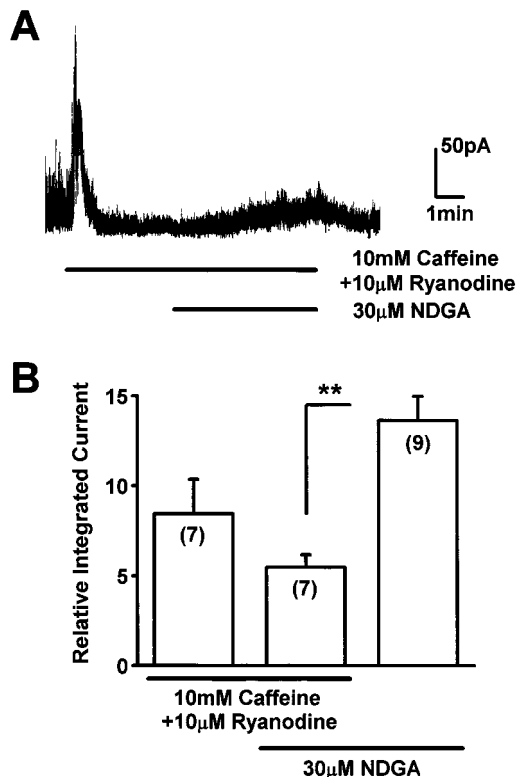 A
50pA
1min
10mM Caffeine
+10µM Ryanodine
30µM NDGA
B
Relative Integrated Current
15
10
5
0
**
(7)
(7)
(9)
10mM Caffeine
+10µM Ryanodine
30µM NDGA